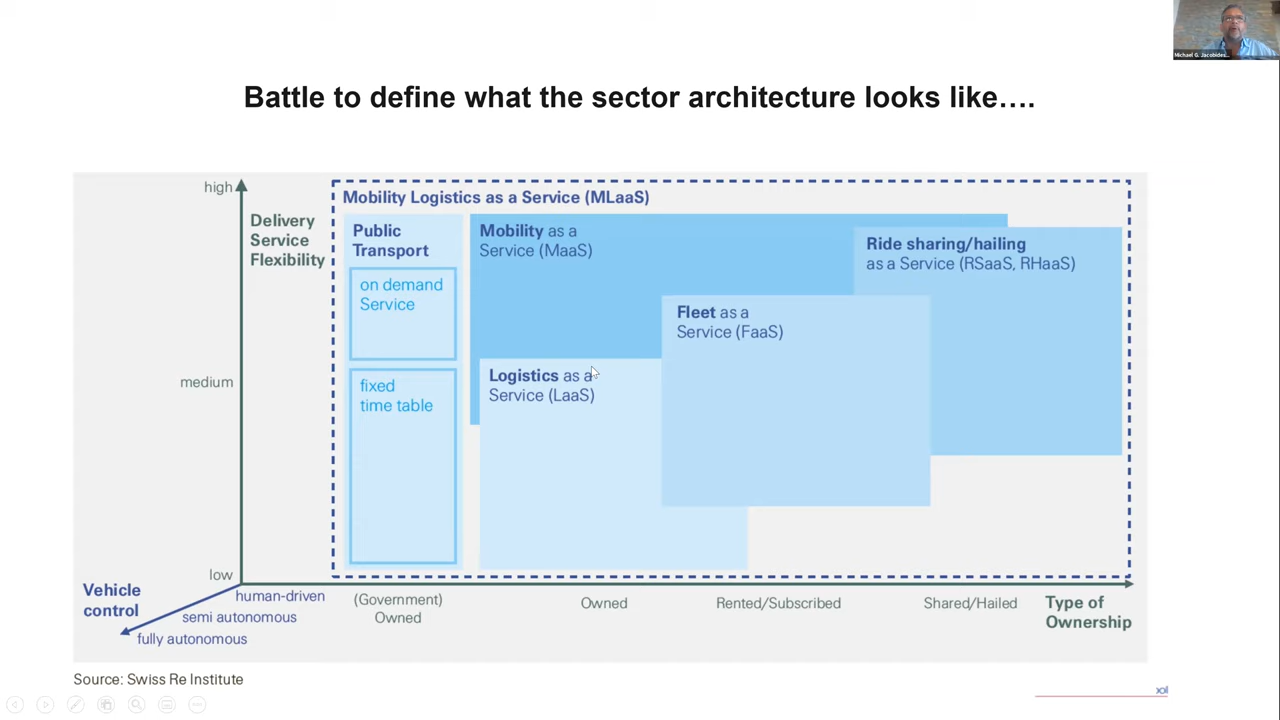 Michael G. Jacobides...
Battle to define what the sector architecture looks like….
high
Delivery
Service
Flexibility
medium
low
Mobility Logistics as a Service (MLaaS)
Public
Transport
on demand
Service
fixed
time table
Mobility as a
Service (MaaS)
Logistics as a
Service (LaaS)
Fleet as a
Service (FaaS)
Ride sharing/hailing
as a Service (RSaaS, RHaaS)
Vehicle
control
human-driven
semi autonomous
fully autonomous
(Government)
Owned
Owned
Rented/Subscribed
Shared/Hailed
Type of
Ownership
Source: Swiss Re Institute